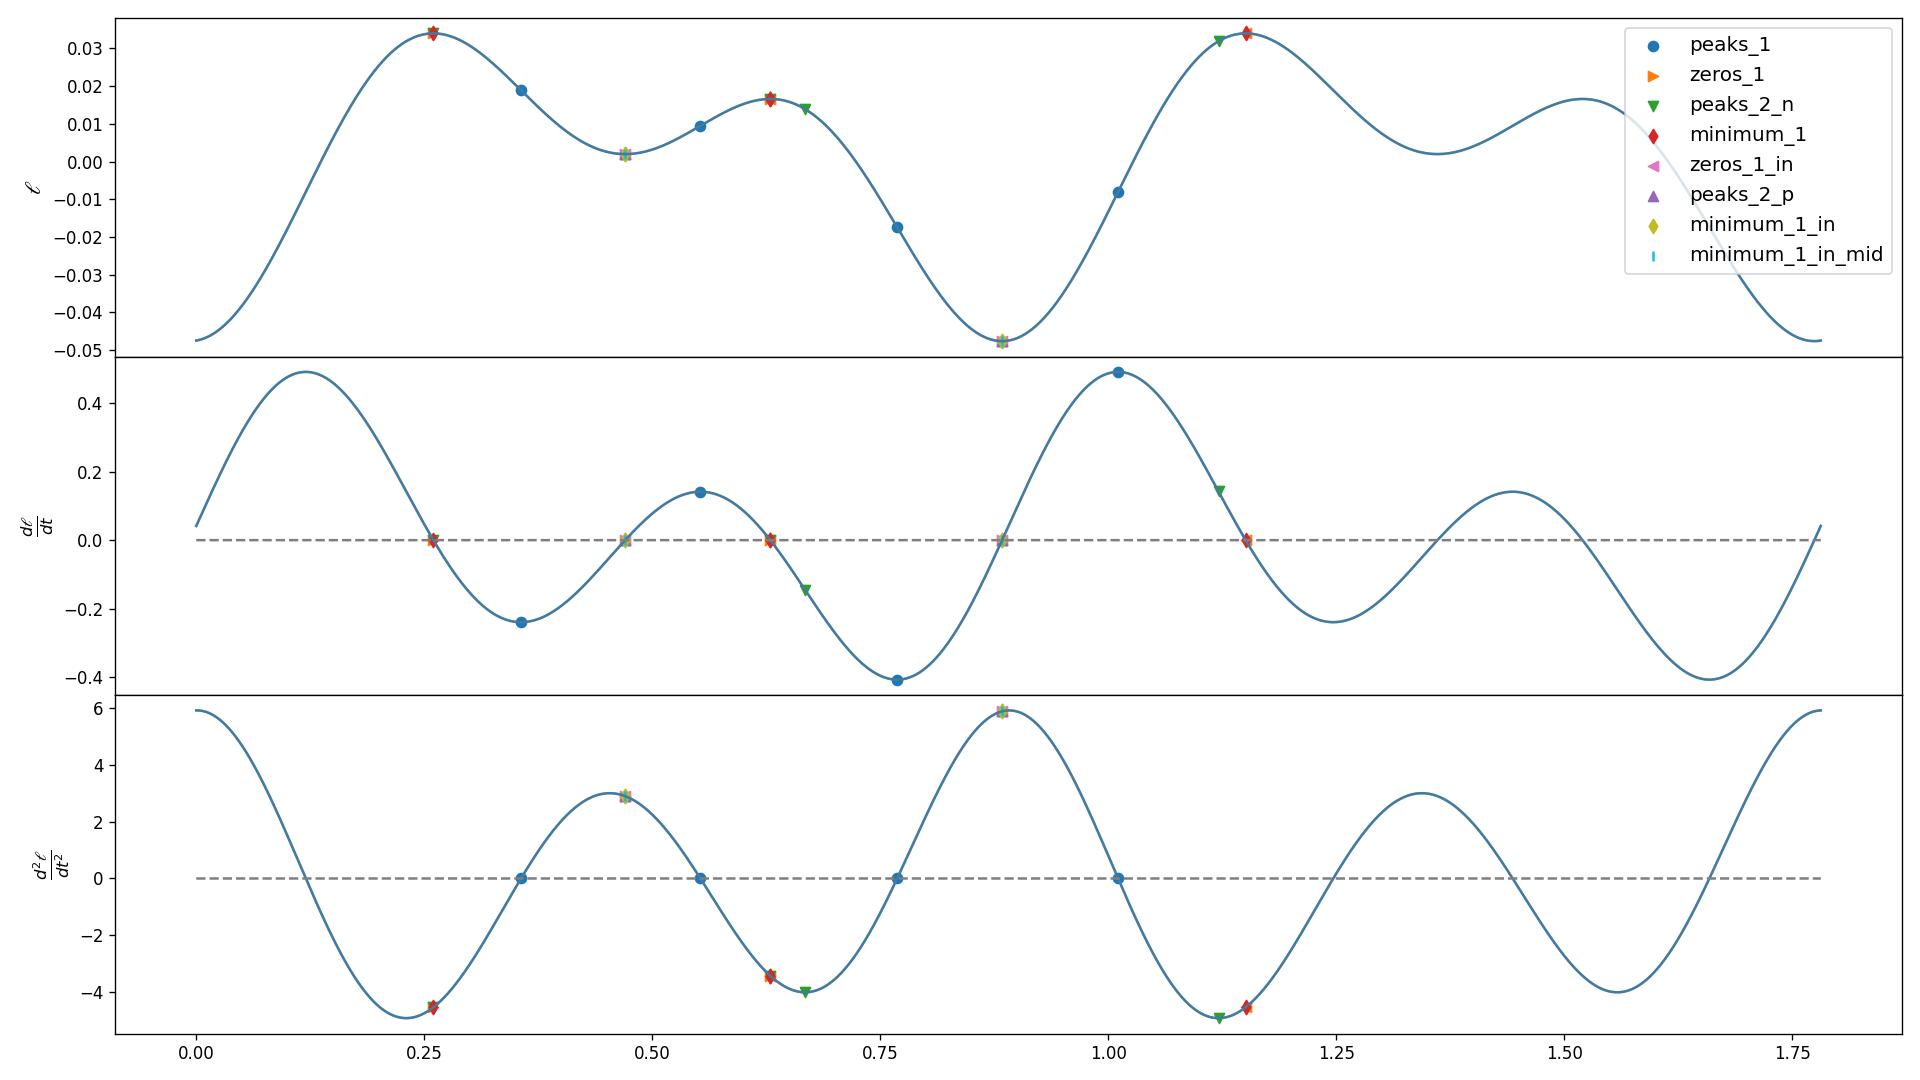 0.03
0.02
0.01
0.00
−0.01
−0.02
−0.03
−0.04
−0.05
ℓ
peaks_1
zeros_1
peaks_2_n
minimum_1
zeros_1_in
peaks_2_p
minimum_1_in
minimum_1_in_mid
0.4
0.2
0.0
−0.2
−0.4
dℓ
dt
6
4
2
0
−2
−4
d²ℓ
dt²
0.00 0.25 0.50 0.75 1.00 1.25 1.50 1.75